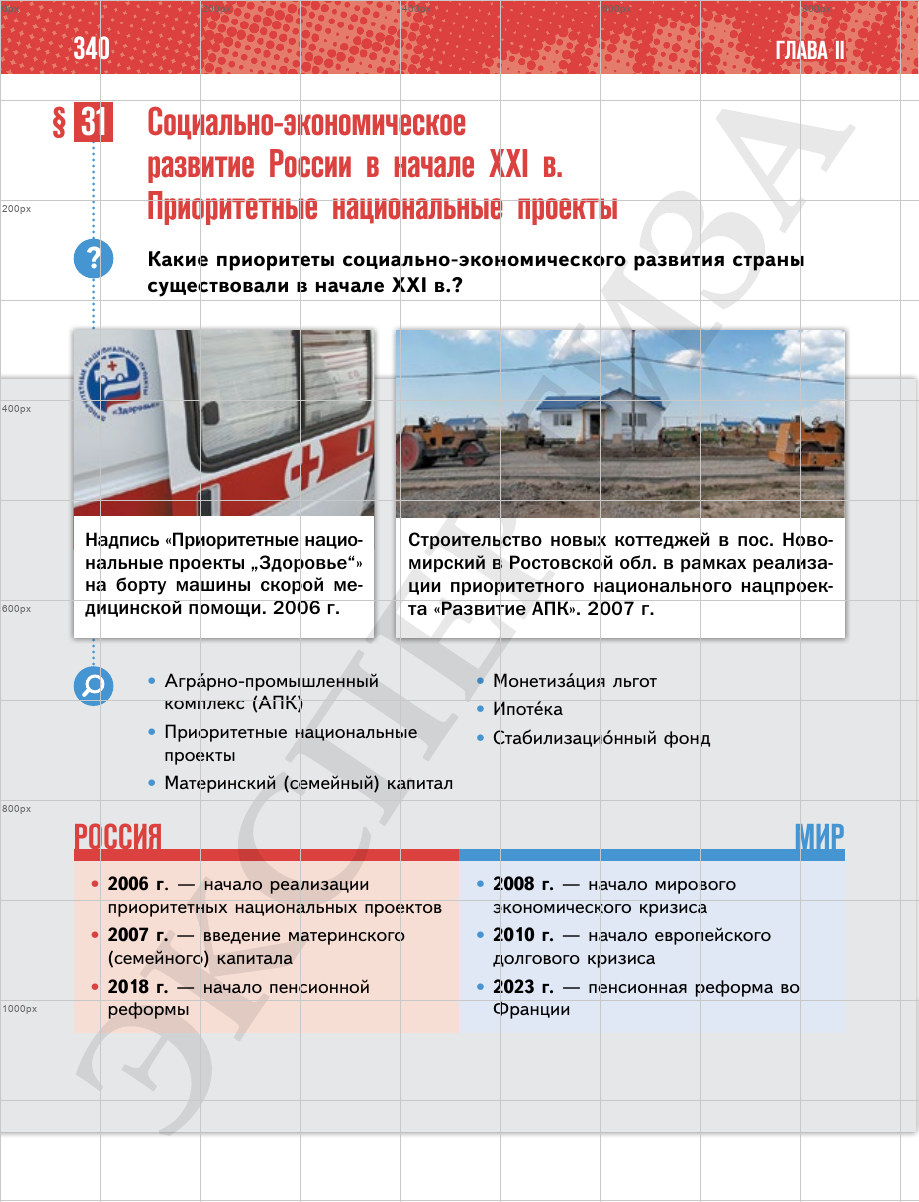 340
ГЛАВА II
§ 31
Социально-экономическое
развитие России в начале XXI в.
Приоритетные национальные проекты
?
Какие приоритеты социально-экономического развития страны
существовали в начале XXI в.?
ПРИОРИТЕТНЫЕ НАЦИОНАЛЬНЫЕ ПРОЕКТЫ
«Здоровье»
Надпись «Приоритетные нацио-
нальные проекты „Здоровье“»
на борту машины скорой ме-
дицинской помощи. 2006 г.
Строительство новых коттеджей в пос. Ново-
мирский в Ростовской обл. в рамках реализа-
ции приоритетного национального нацпроек-
та «Развитие АПК». 2007 г.
• Агра́рно-промышленный
комплекс (АПК)
• Приоритетные национальные
проекты
• Материнский (семейный) капитал
• Монетиза́ция льгот
• Ипоте́ка
• Стабилизацио́нный фонд
РОССИЯ
• 2006 г. — начало реализации
приоритетных национальных проектов
• 2007 г. — введение материнского
(семейного) капитала
• 2018 г. — начало пенсионной
реформы
МИР
• 2008 г. — начало мирового
экономического кризиса
• 2010 г. — начало европейского
долгового кризиса
• 2023 г. — пенсионная реформа во
Франции
ЭКСПЕРТИЗА
200px
400px
600px
800px
1000px